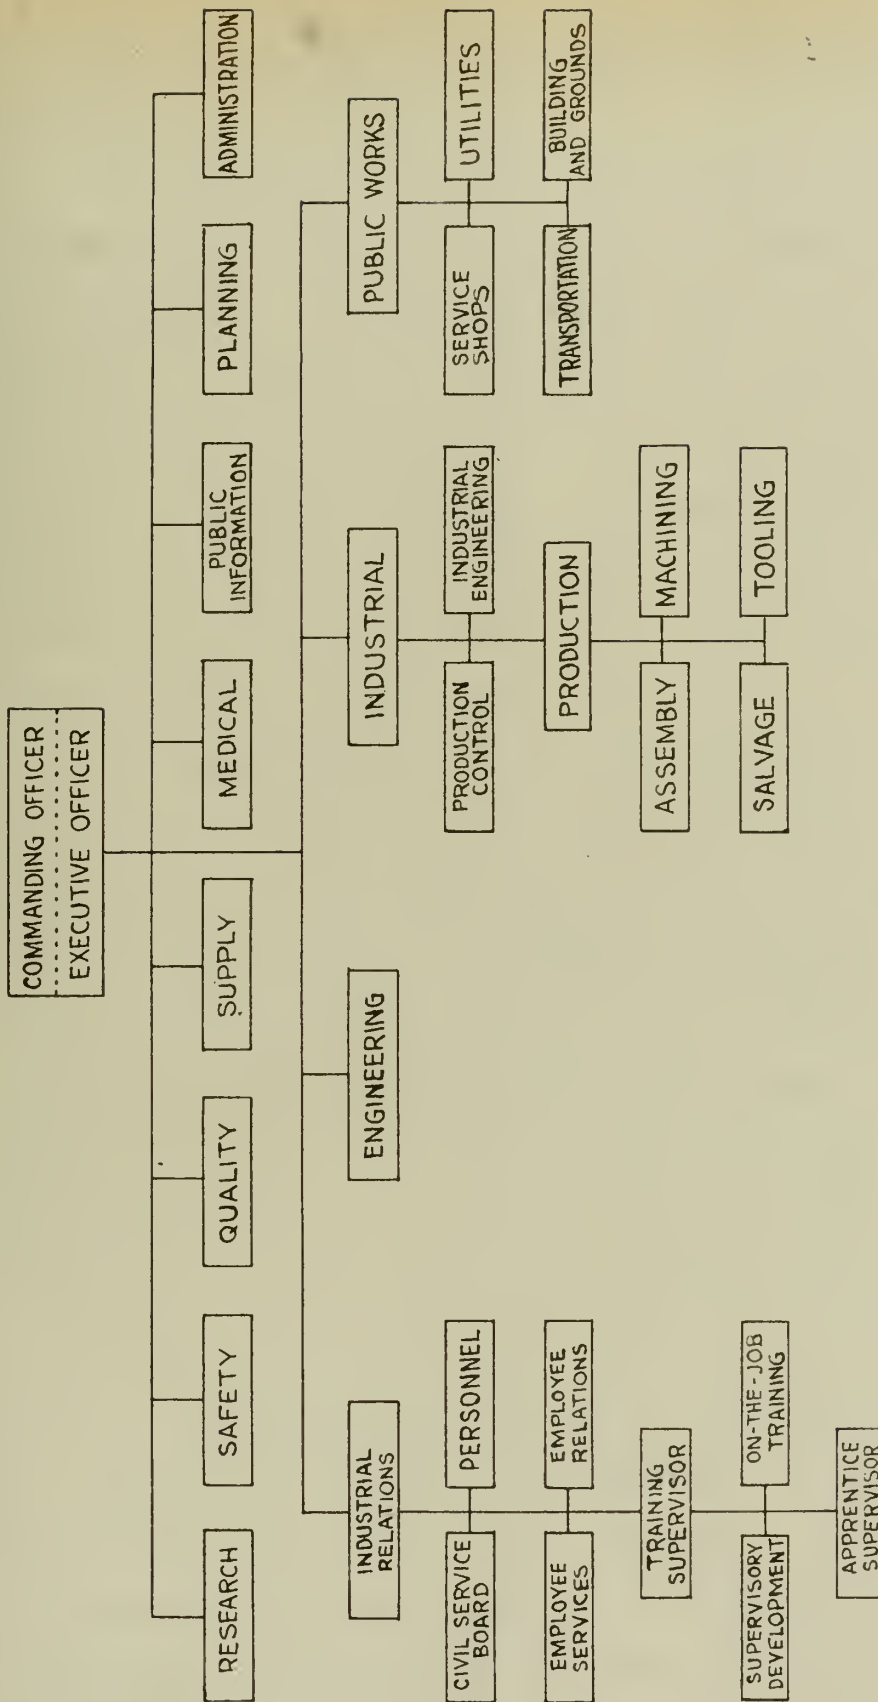 COMMANDING OFFICER
EXECUTIVE OFFICER
RESEARCH
SAFETY
QUALITY
SUPPLY
MEDICAL
PUBLIC
INFORMATION
PLANNING
ADMINISTRATION
INDUSTRIAL
RELATIONS
ENGINEERING
INDUSTRIAL
PUBLIC WORKS
CIVIL SERVICE
BOARD
PERSONNEL
PRODUCTION
CONTROL
INDUSTRIAL
ENGINEERING
SERVICE
SHOPS
UTILITIES
EMPLOYEE
SERVICES
EMPLOYEE
RELATIONS
PRODUCTION
TRANSPORTATION
BUILDING
AND GROUNDS
TRAINING
SUPERVISOR
ASSEMBLY
MACHINING
SUPERVISORY
DEVELOPMENT
ON-THE-JOB
TRAINING
SALVAGE
TOOLING
APPRENTICE
SUPERVISOR